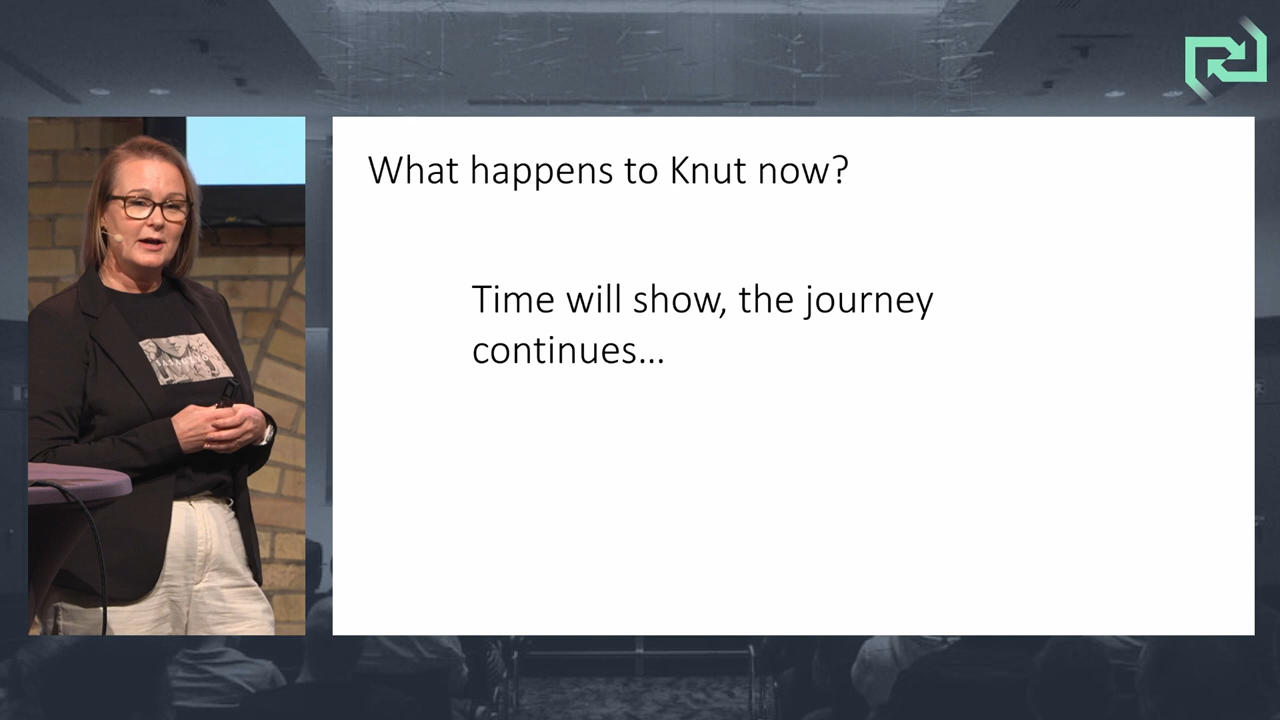 What happens to Knut now?
Time will show, the journey
continues...